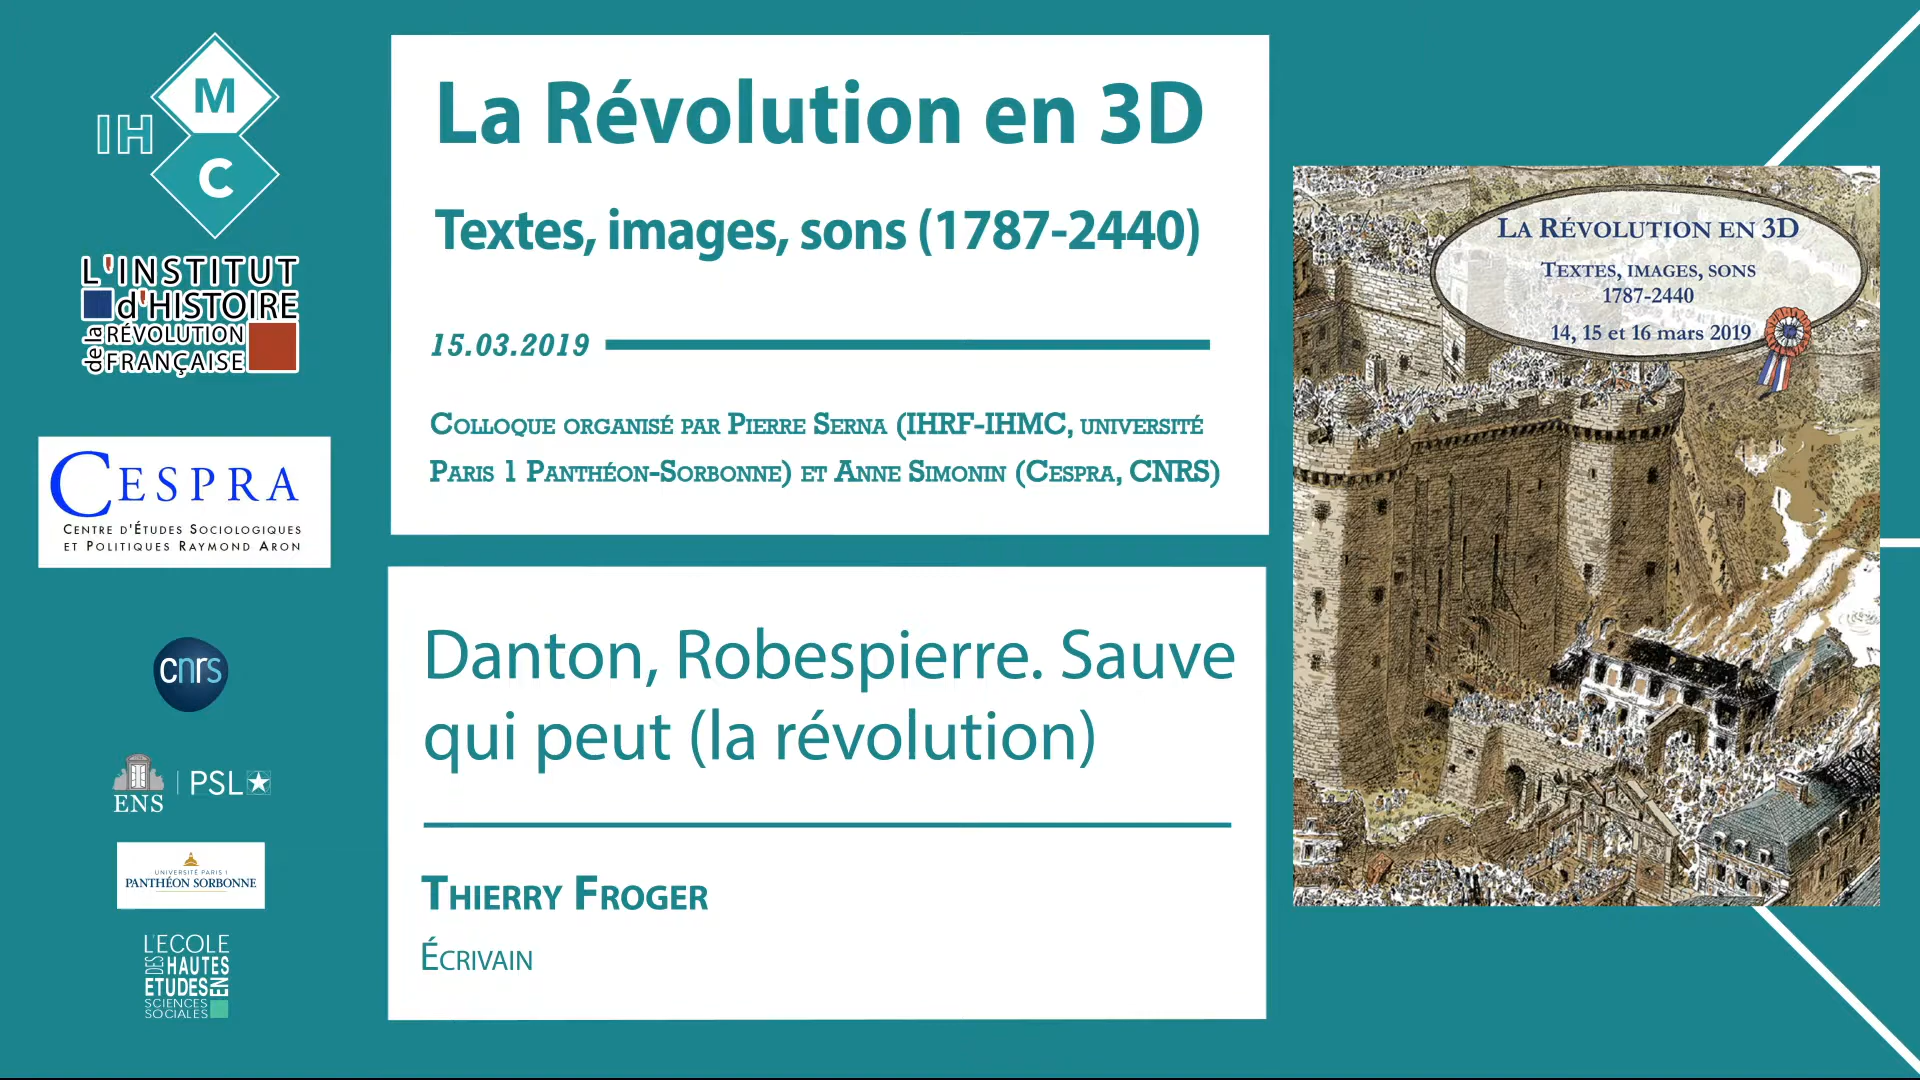 IH
M
C
L'INSTITUT
d'HISTOIRE
de la
RÉVOLUTION
FRANÇAISE
CESPRA
CENTRE D'ÉTUDES SOCIOLOGIQUES
ET POLITIQUES RAYMOND ARON
cnrs
ENS
PSL
UNIVERSITÉ PARIS 1
PANTHÉON SORBONNE
L'ECOLE
DES HAUTES
ETUDES EN
SCIENCES
SOCIALES
La Révolution en 3D
Textes, images, sons (1787-2440)
15.03.2019
COLLOQUE ORGANISÉ PAR PIERRE SERNA (IHRF-IHMC, UNIVERSITÉ
PARIS 1 PANTHÉON-SORBONNE) ET ANNE SIMONIN (CESPRA, CNRS)
Danton, Robespierre. Sauve
qui peut (la révolution)
THIERRY FROGER
ÉCRIVAIN
LA RÉVOLUTION EN 3D
TEXTES, IMAGES, SONS
1787-2440
14, 15 et 16 mars 2019